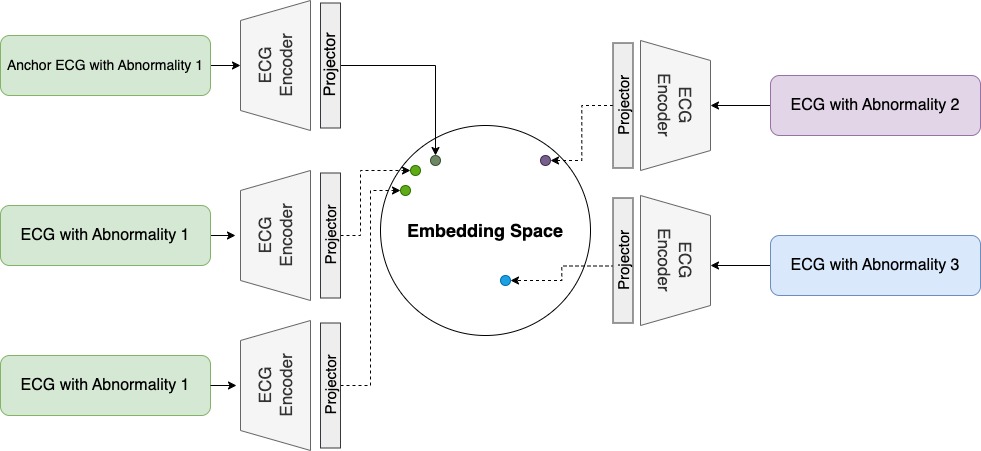 Anchor ECG with Abnormality 1
ECG
Encoder
Projector
ECG with Abnormality 1
ECG
Encoder
Projector
ECG with Abnormality 1
ECG
Encoder
Projector
Embedding Space
Projector
ECG
Encoder
ECG with Abnormality 2
Projector
ECG
Encoder
ECG with Abnormality 3